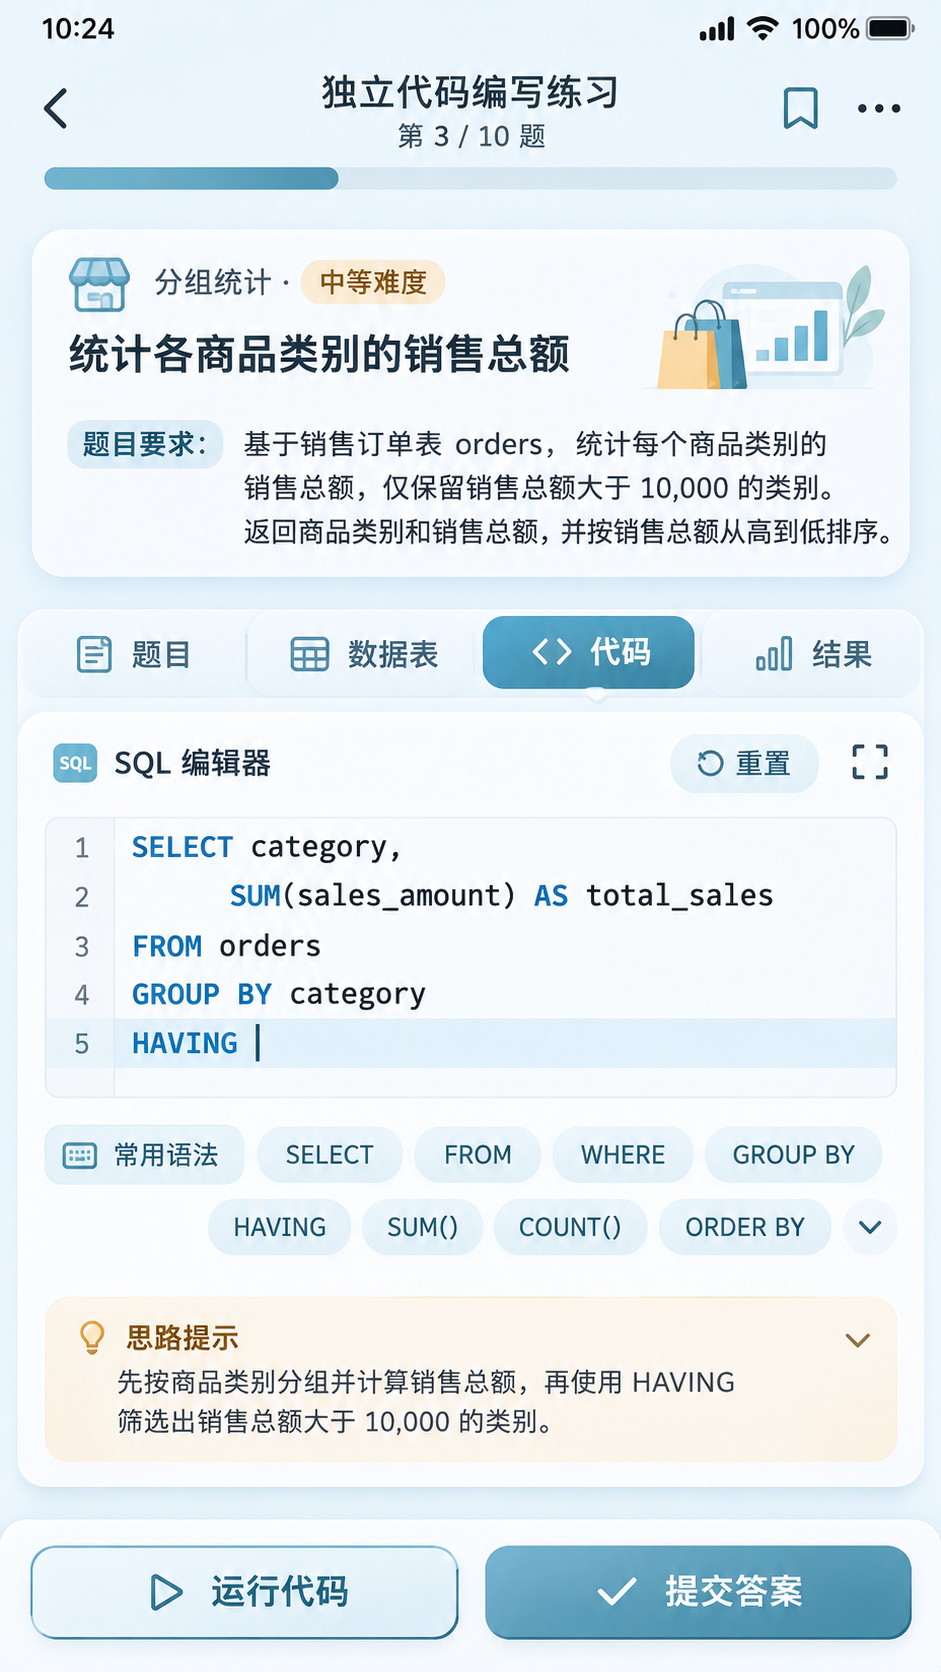 10:24
100%
独立代码编写练习
第 3 / 10 题
分组统计 · 中等难度
统计各商品类别的销售总额
题目要求： 基于销售订单表 orders，统计每个商品类别的
销售总额，仅保留销售总额大于 10,000 的类别。
返回商品类别和销售总额，并按销售总额从高到低排序。
题目 数据表 <> 代码 结果
SQL SQL 编辑器 重置
1 SELECT category,
2 SUM(sales_amount) AS total_sales
3 FROM orders
4 GROUP BY category
5 HAVING
常用语法 SELECT FROM WHERE GROUP BY
HAVING SUM() COUNT() ORDER BY
思路提示
先按商品类别分组并计算销售总额，再使用 HAVING
筛选出销售总额大于 10,000 的类别。
运行代码 提交答案